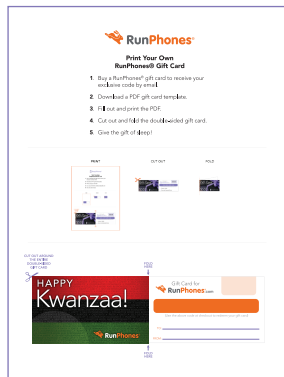 RunPhones®
Print Your Own
RunPhones® Gift Card
1. Buy a RunPhones® gift card to receive your
exclusive code by email.
2. Download a PDF gift card template.
3. Fill out and print the PDF.
4. Cut out and fold the double-sided gift card.
5. Give the gift of sleep!
PRINT
CUT OUT
FOLD
CUT OUT AROUND
THE ENTIRE
DOUBLE-SIDED
GIFT CARD
FOLD
HERE
HAPPY
Kwanzaa!
RunPhones
Gift Card for
RunPhones.com
FOLD
HERE